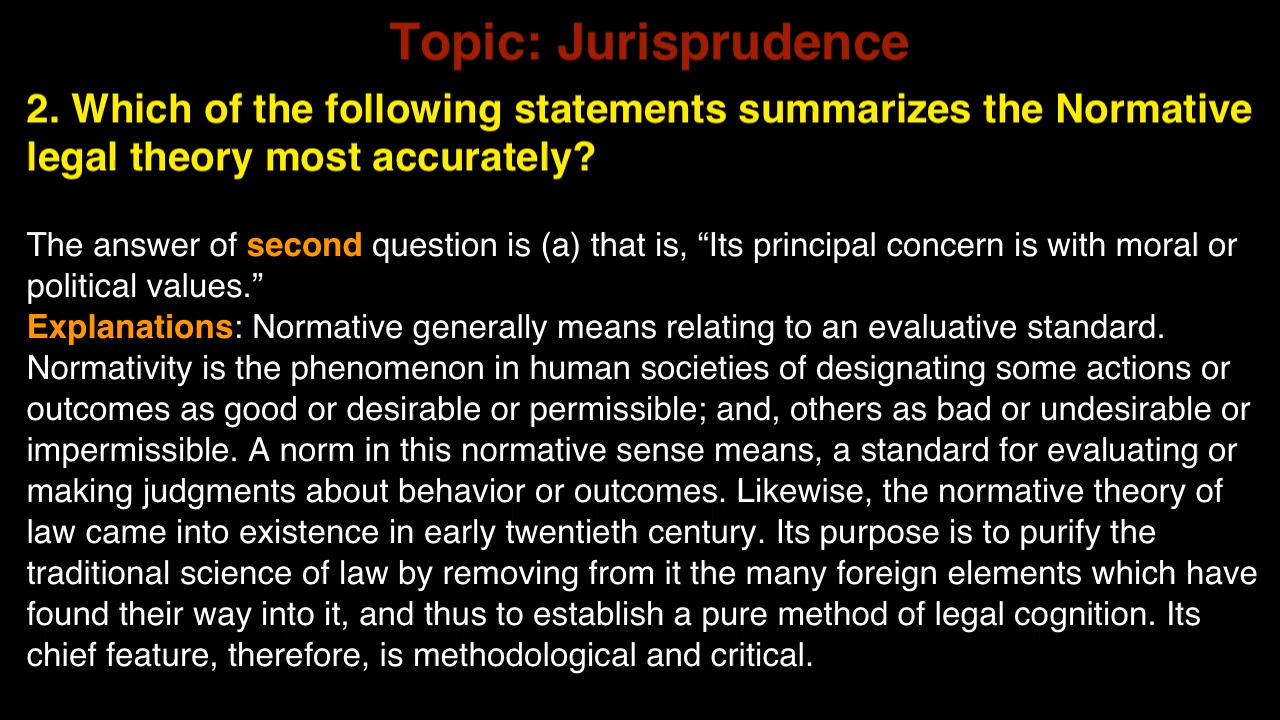 Topic: Jurisprudence
2. Which of the following statements summarizes the Normative
legal theory most accurately?
The answer of second question is (a) that is, “Its principal concern is with moral or
political values.”
Explanations: Normative generally means relating to an evaluative standard.
Normativity is the phenomenon in human societies of designating some actions or
outcomes as good or desirable or permissible; and, others as bad or undesirable or
impermissible. A norm in this normative sense means, a standard for evaluating or
making judgments about behavior or outcomes. Likewise, the normative theory of
law came into existence in early twentieth century. Its purpose is to purify the
traditional science of law by removing from it the many foreign elements which have
found their way into it, and thus to establish a pure method of legal cognition. Its
chief feature, therefore, is methodological and critical.